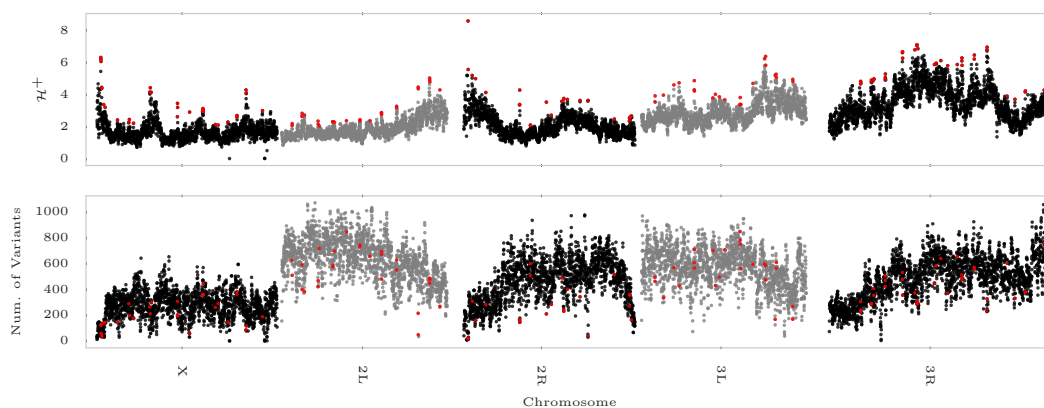 8
6
4
2
0
ℋ⁺
1000
800
600
400
200
0
Num. of Variants
X
2L
2R
3L
3R
Chromosome